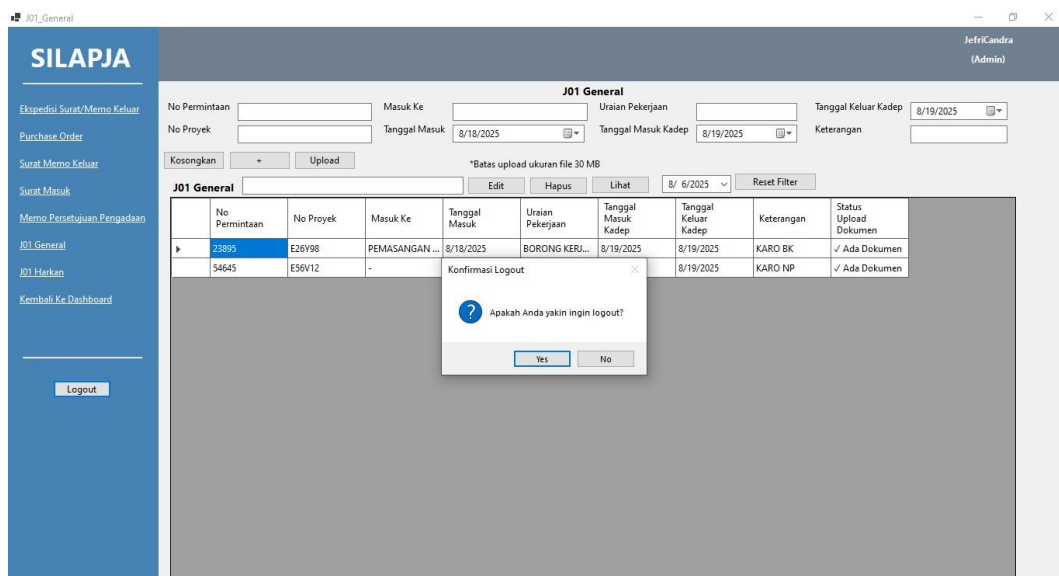 J01_General
SILAPJA
JefriCandra
(Admin)
Ekspedisi Surat/Memo Keluar
Purchase Order
Surat Memo Keluar
Surat Masuk
Memo Persetujuan Pengadaan
J01 General
J01 Harkan
Kembali Ke Dashboard
Logout
J01 General
No Permintaan Masuk Ke Uraian Pekerjaan Tanggal Keluar Kadep 8/19/2025
No Proyek Tanggal Masuk 8/18/2025 Tanggal Masuk Kadep 8/19/2025 Keterangan
Kosongkan + Upload *Batas upload ukuran file 30 MB
J01 General Edit Hapus Lihat 8/ 6/2025 Reset Filter
No Permintaan No Proyek Masuk Ke Tanggal Masuk Uraian Pekerjaan Tanggal Masuk Kadep Tanggal Keluar Kadep Keterangan Status Upload Dokumen
23895 E26Y98 PEMASANGAN ... 8/18/2025 BORONG KERJ... 8/19/2025 8/19/2025 KARO BK ✓ Ada Dokumen
54645 E56V12 - 8/19/2025 KARO NP ✓ Ada Dokumen
Konfirmasi Logout
Apakah Anda yakin ingin logout?
Yes No